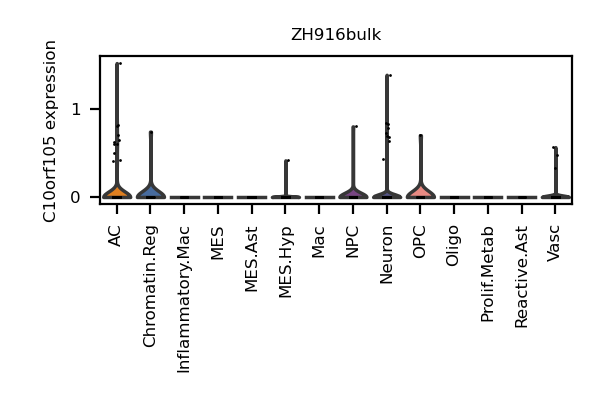 ZH916bulk
C10orf105 expression
1
0
AC
Chromatin.Reg
Inflammatory.Mac
MES
MES.Ast
MES.Hyp
Mac
NPC
Neuron
OPC
Oligo
Prolif.Metab
Reactive.Ast
Vasc